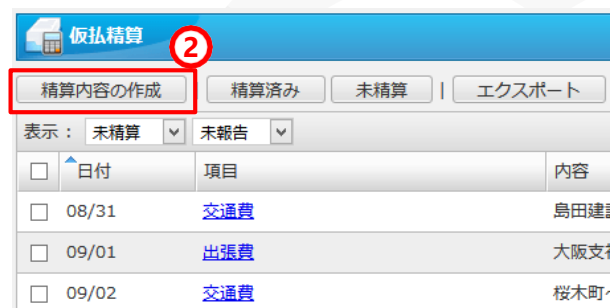 仮払精算
②
精算内容の作成 精算済み 未精算 | エクスポート
表示： 未精算 未報告
日付 項目 内容
08/31 交通費 島田建
09/01 出張費 大阪支
09/02 交通費 桜木町